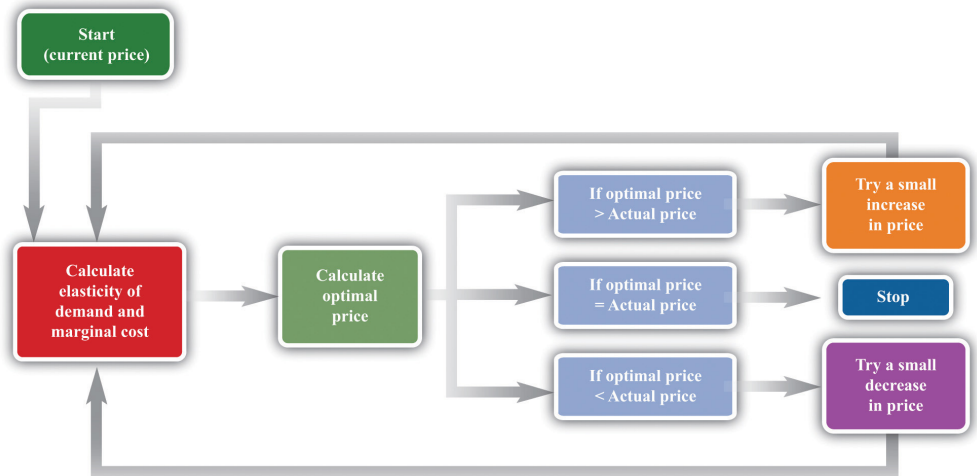 Start
(current price)
Calculate
elasticity of
demand and
marginal cost
Calculate
optimal
price
If optimal price
> Actual price
Try a small
increase
in price
If optimal price
= Actual price
Stop
If optimal price
< Actual price
Try a small
decrease
in price